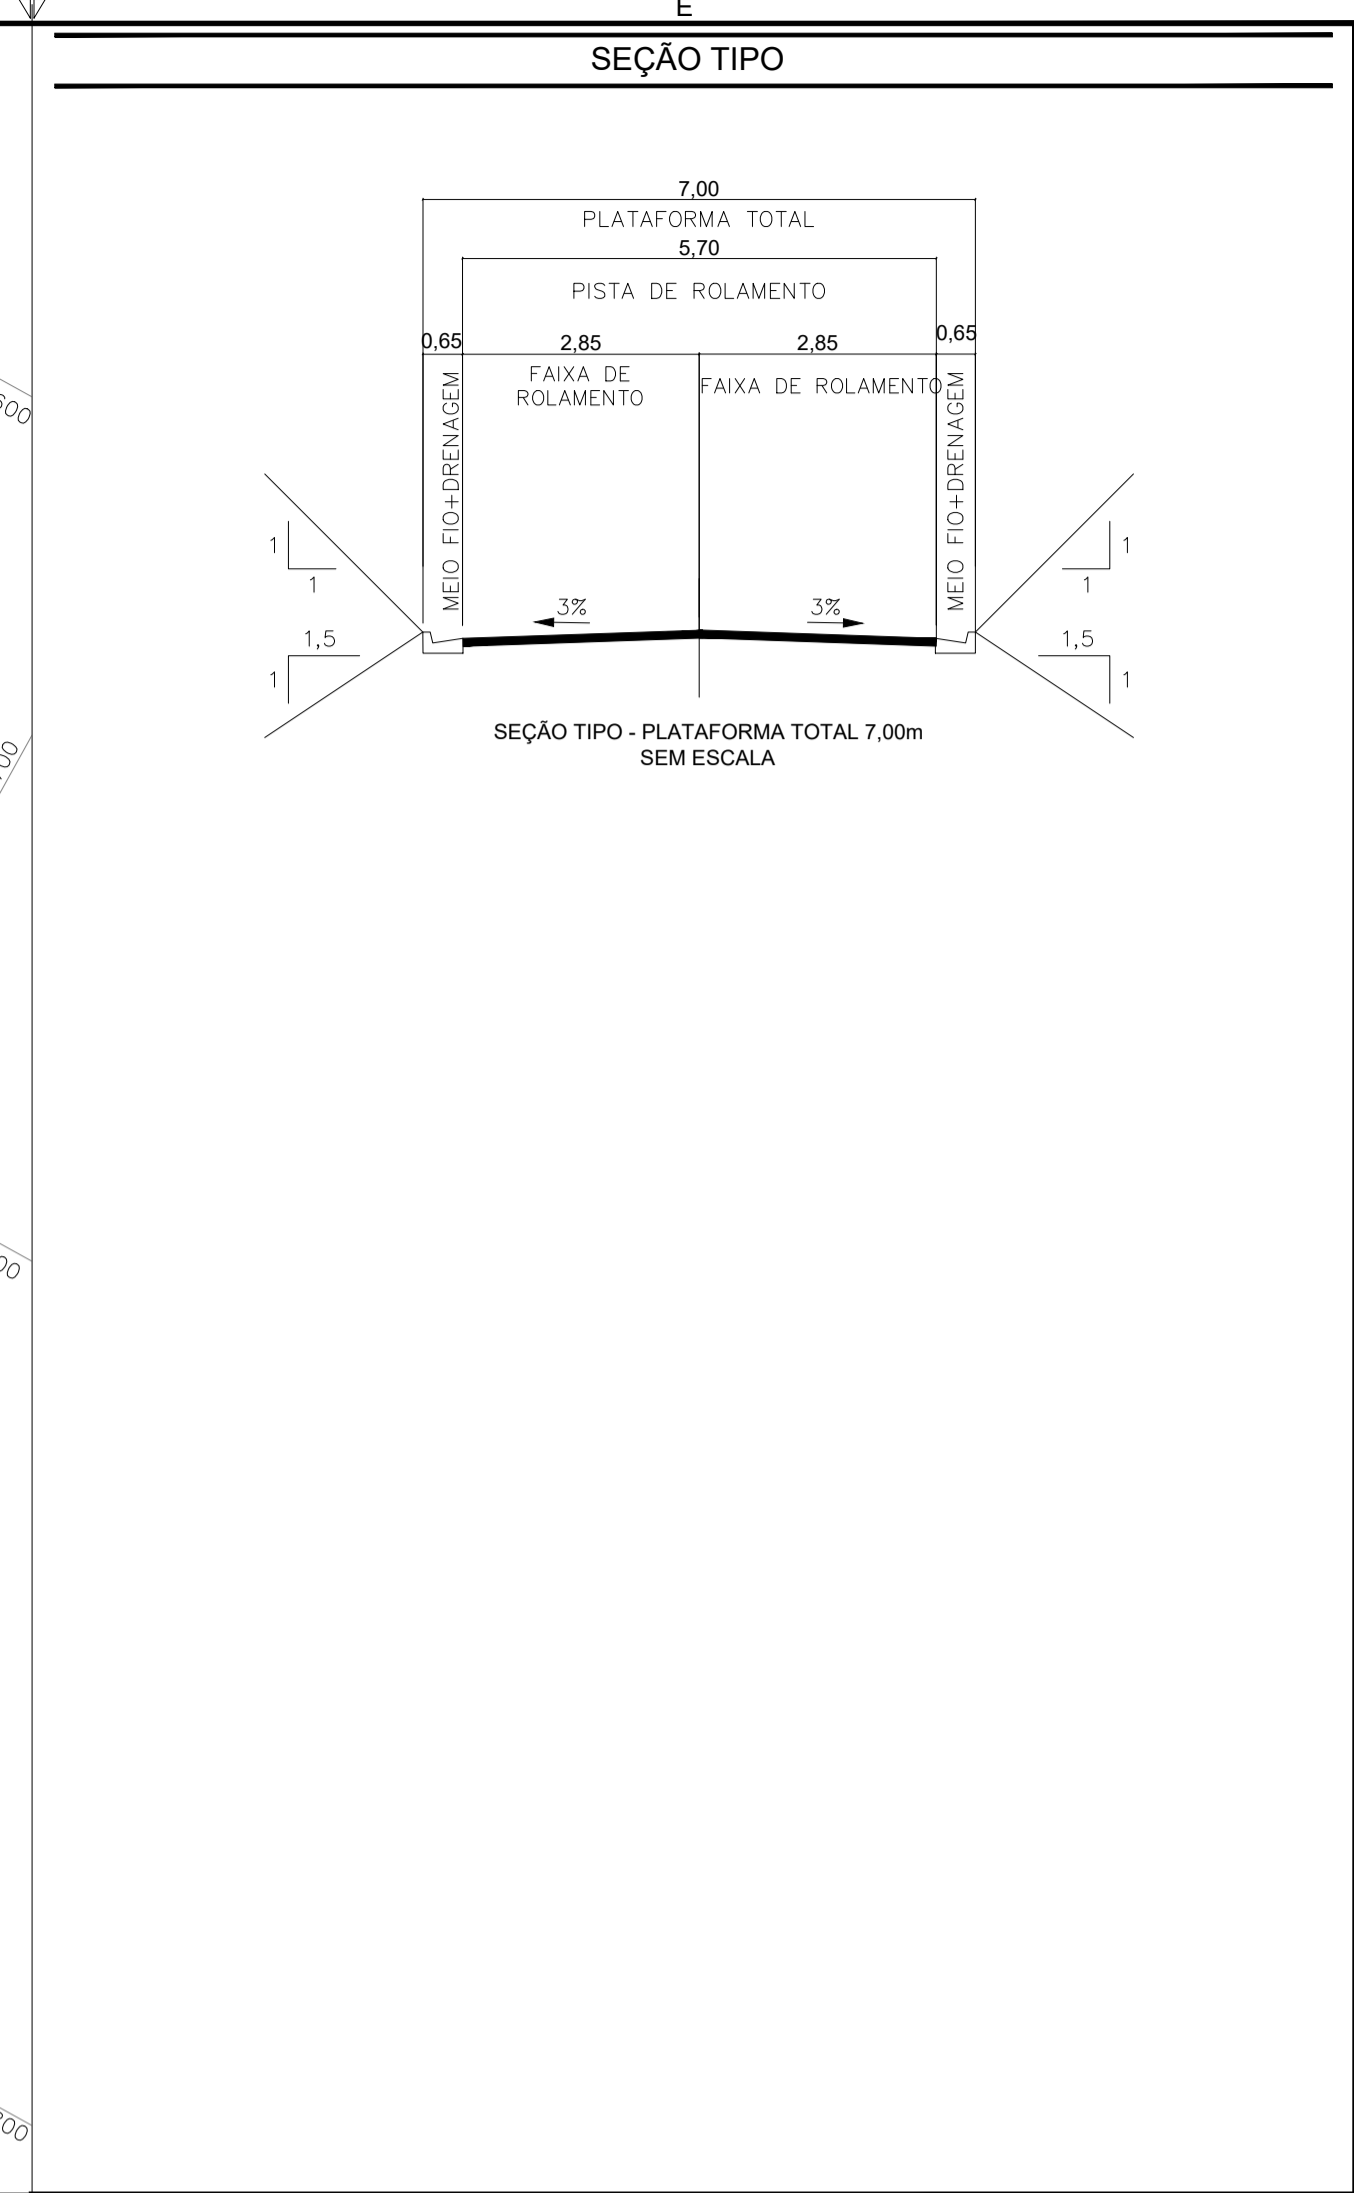 E
SEÇÃO TIPO
7,00
PLATAFORMA TOTAL
5,70
PISTA DE ROLAMENTO
0,65
2,85
2,85
0,65
FAIXA DE
ROLAMENTO
FAIXA DE ROLAMENTO
MEIO FIO+DRENAGEM
MEIO FIO+DRENAGEM
1
1
1
1
3%
3%
1,5
1
1,5
1
SEÇÃO TIPO - PLATAFORMA TOTAL 7,00m
SEM ESCALA